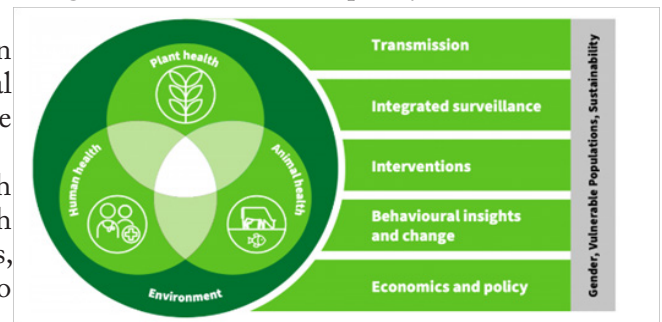 Plant health
Human health
Animal health
Environment
Transmission
Integrated surveillance
Interventions
Behavioural insights
and change
Economics and policy
Gender, Vulnerable Populations, Sustainability